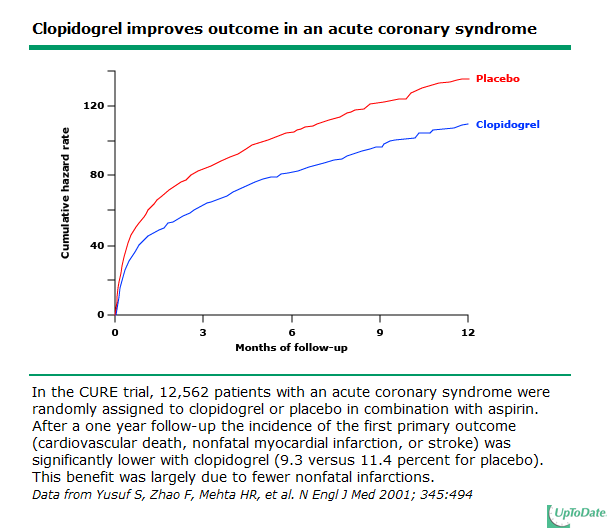 Clopidogrel improves outcome in an acute coronary syndrome
Placebo
Clopidogrel
Cumulative hazard rate
120
80
40
0
0 3 6 9 12
Months of follow-up
In the CURE trial, 12,562 patients with an acute coronary syndrome were
randomly assigned to clopidogrel or placebo in combination with aspirin.
After a one year follow-up the incidence of the first primary outcome
(cardiovascular death, nonfatal myocardial infarction, or stroke) was
significantly lower with clopidogrel (9.3 versus 11.4 percent for placebo).
This benefit was largely due to fewer nonfatal infarctions.
Data from Yusuf S, Zhao F, Mehta HR, et al. N Engl J Med 2001; 345:494
UpToDate